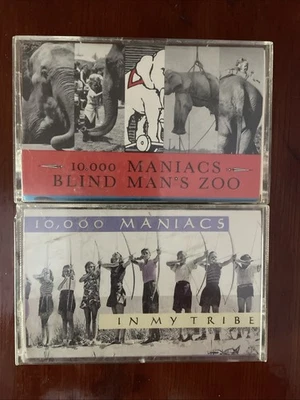 10,000 MANIACS
BLIND MAN'S ZOO
10,000 MANIACS
IN MY TRIBE